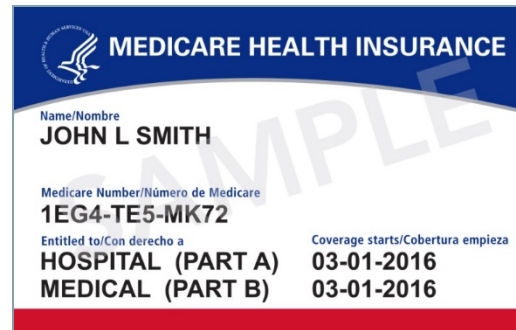 MEDICARE HEALTH INSURANCE
Name/Nombre
JOHN L SMITH
Medicare Number/Número de Medicare
1EG4-TE5-MK72
Entitled to/Con derecho a Coverage starts/Cobertura empieza
HOSPITAL (PART A) 03-01-2016
MEDICAL (PART B) 03-01-2016
SAMPLE